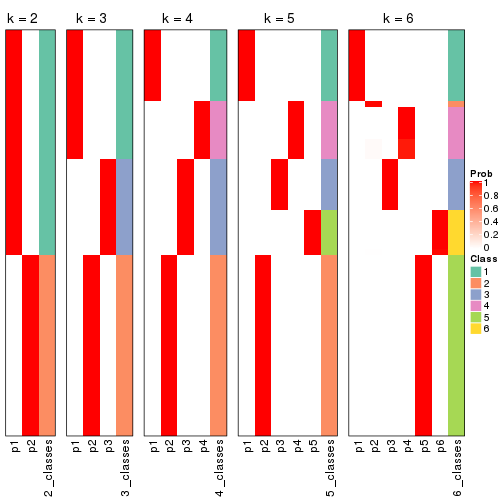 k = 2
k = 3
k = 4
k = 5
k = 6
Prob
1
0.8
0.6
0.4
0.2
0
Class
1
2
3
4
5
6
p1
p2
2_classes
p1
p2
p3
3_classes
p1
p2
p3
p4
4_classes
p1
p2
p3
p4
p5
5_classes
p1
p2
p3
p4
p5
p6
6_classes